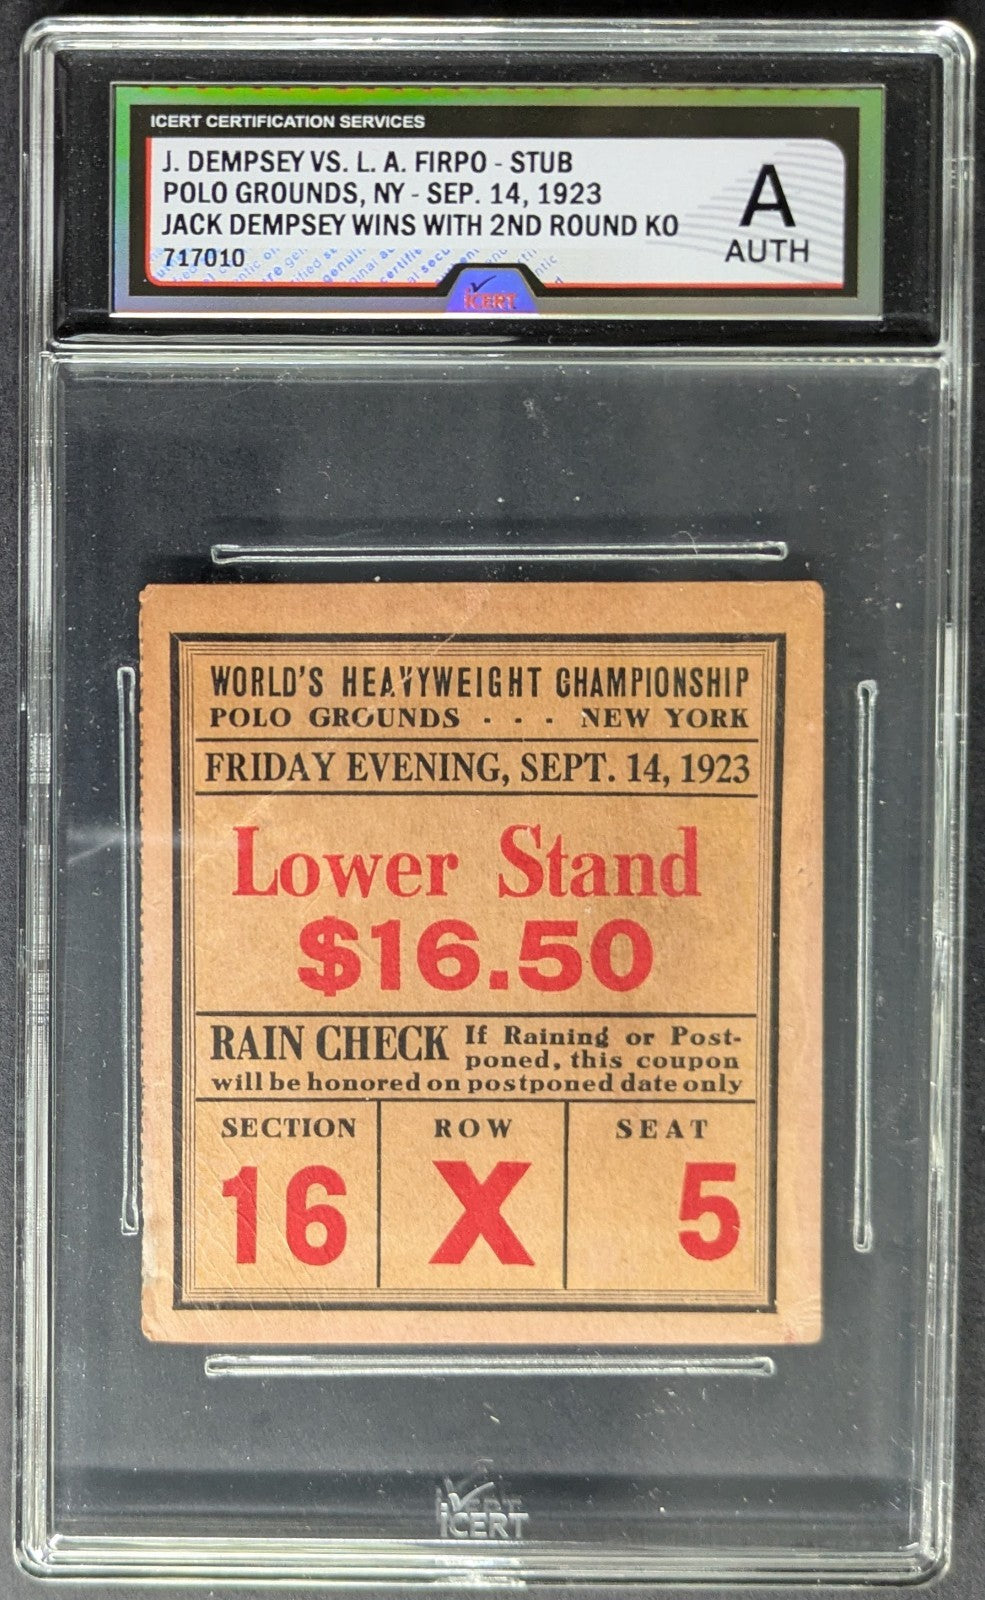 ICERT CERTIFICATION SERVICES
J. DEMPSEY VS. L. A. FIRPO - STUB
POLO GROUNDS, NY - SEP. 14, 1923
JACK DEMPSEY WINS WITH 2ND ROUND KO
717010
A
AUTH
iCERT
WORLD'S HEAVYWEIGHT CHAMPIONSHIP
POLO GROUNDS - - - NEW YORK
FRIDAY EVENING, SEPT. 14, 1923
Lower Stand
$16.50
RAIN CHECK If Raining or Post-
poned, this coupon
will be honored on postponed date only
SECTION ROW SEAT
16 X 5
iCERT